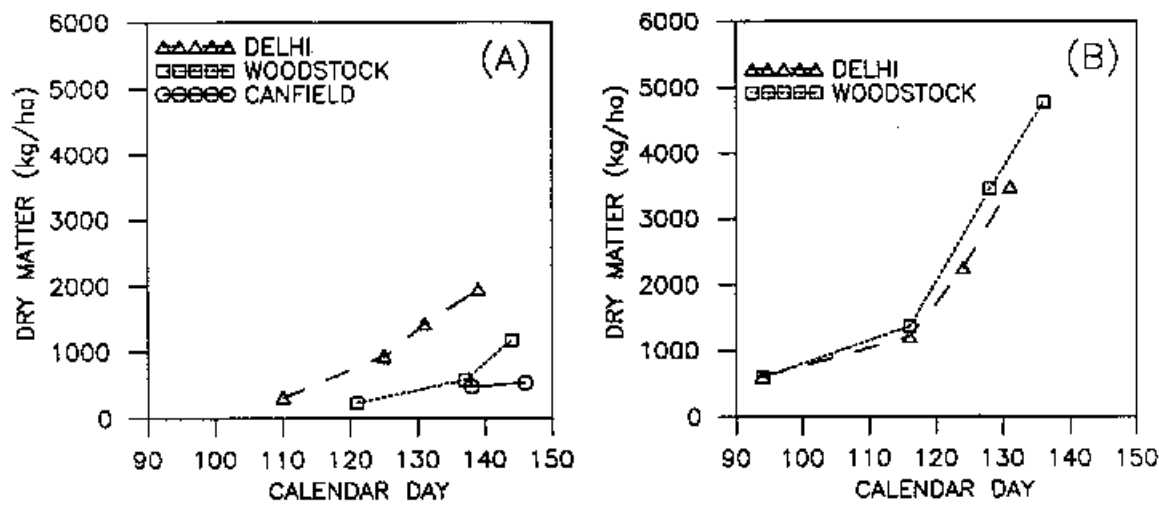 6000
5000
4000
3000
2000
1000
0
DRY MATTER (kg/ha)
DELHI
WOODSTOCK
CANFIELD
(A)
90 100 110 120 130 140 150
CALENDAR DAY
6000
5000
4000
3000
2000
1000
0
DRY MATTER (kg/ha)
DELHI
WOODSTOCK
(B)
90 100 110 120 130 140 150
CALENDAR DAY